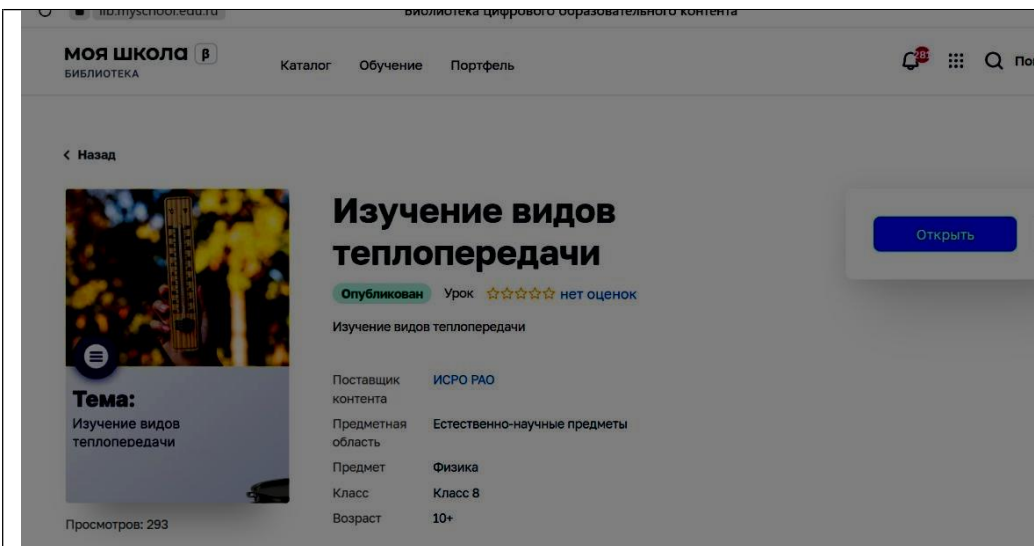 lib.myschool.edu.ru
Библиотека цифрового образовательного контента
моя школа β
БИБЛИОТЕКА
Каталог Обучение Портфель
281
Назад
Изучение видов
теплопередачи
Открыть
Опубликован Урок нет оценок
Изучение видов теплопередачи
Тема:
Изучение видов
теплопередачи
Поставщик
контента
ИСРО РАО
Предметная
область
Естественно-научные предметы
Предмет Физика
Класс Класс 8
Возраст 10+
Просмотров: 293